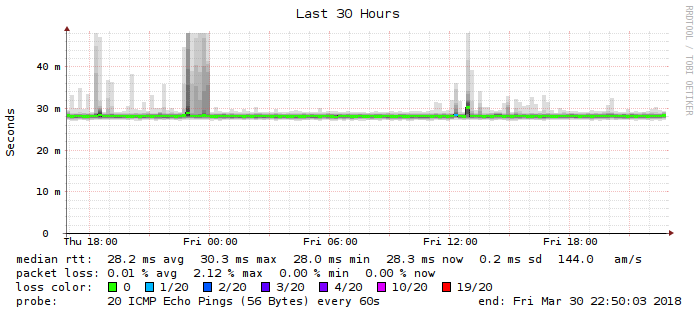 Last 30 Hours
RRDTOOL / TOBI OETIKER
Seconds
40 m
30 m
20 m
10 m
0
Thu 18:00 Fri 00:00 Fri 06:00 Fri 12:00 Fri 18:00
median rtt: 28.2 ms avg 30.3 ms max 28.0 ms min 28.3 ms now 0.2 ms sd 144.0 am/s
packet loss: 0.01 % avg 2.12 % max 0.00 % min 0.00 % now
loss color: 0 1/20 2/20 3/20 4/20 10/20 19/20
probe: 20 ICMP Echo Pings (56 Bytes) every 60s end: Fri Mar 30 22:50:03 2018